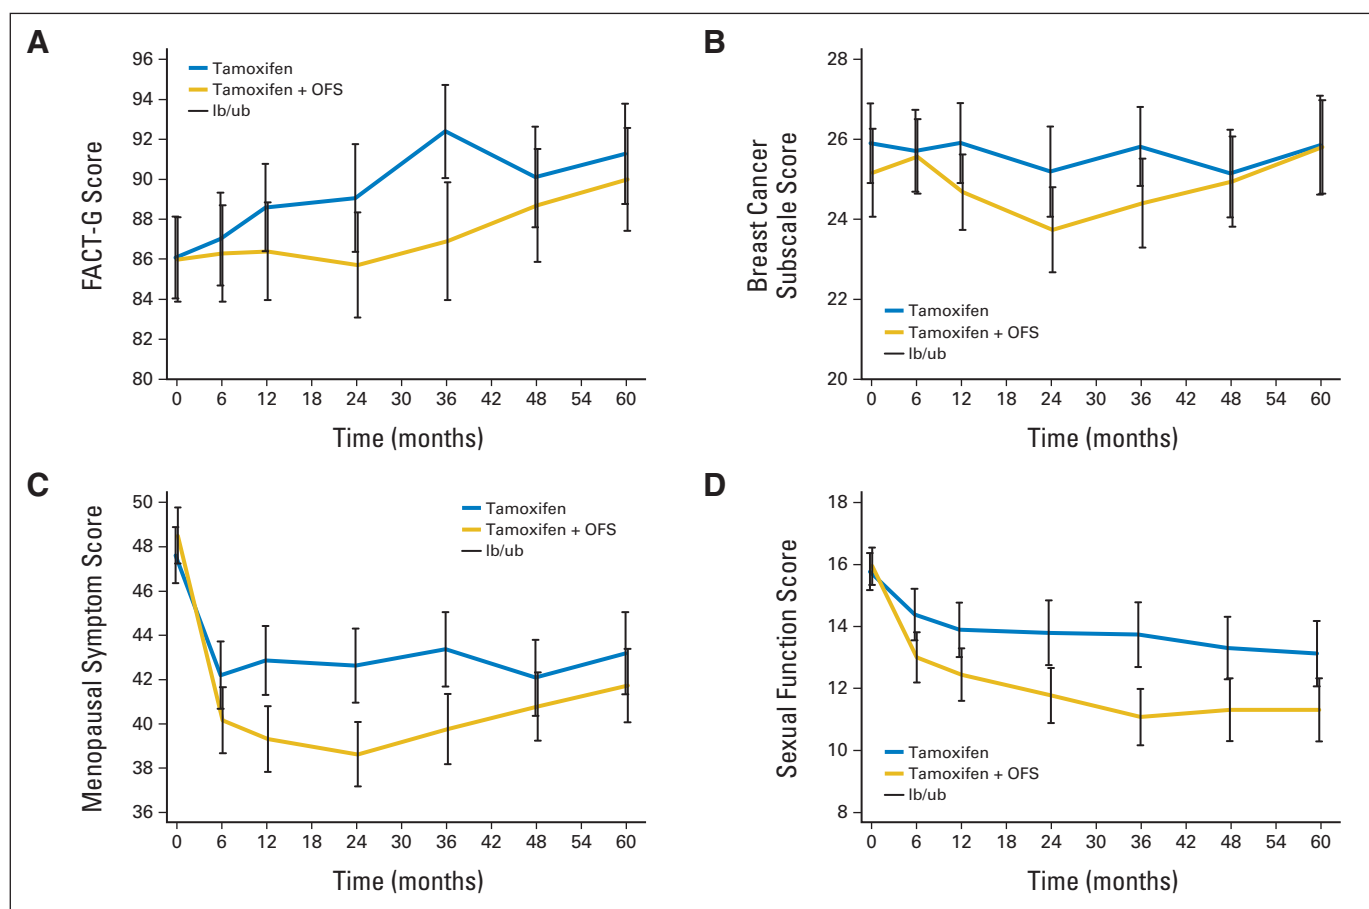 A
FACT-G Score
96
94
92
90
88
86
84
82
80
Tamoxifen
Tamoxifen + OFS
lb/ub
0 6 12 18 24 30 36 42 48 54 60
Time (months)
B
Breast Cancer
Subscale Score
28
26
24
22
20
Tamoxifen
Tamoxifen + OFS
lb/ub
0 6 12 18 24 30 36 42 48 54 60
Time (months)
C
Menopausal Symptom Score
50
48
46
44
42
40
38
36
Tamoxifen
Tamoxifen + OFS
lb/ub
0 6 12 18 24 30 36 42 48 54 60
Time (months)
D
Sexual Function Score
18
16
14
12
10
8
Tamoxifen
Tamoxifen + OFS
lb/ub
0 6 12 18 24 30 36 42 48 54 60
Time (months)